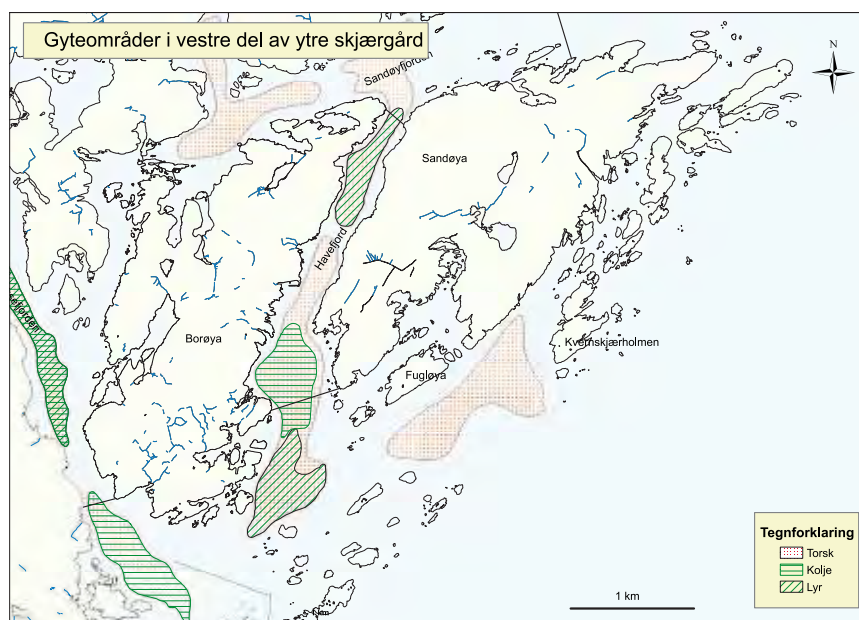 Gyteområder i vestre del av ytre skjærgård
Sandøyfjorden
N
Sandøya
Havefjord
Borøya
Kvernskjærholmen
Fugløya
Tegnforklaring
Torsk
Kolje
Lyr
1 km